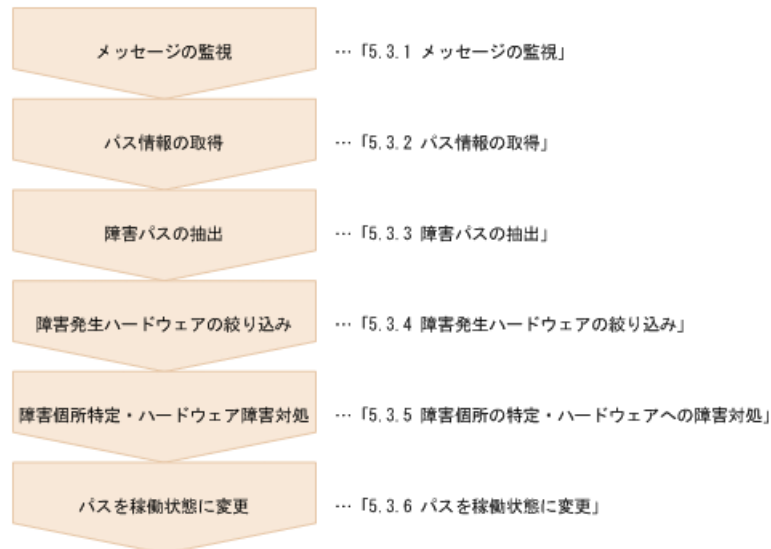 メッセージの監視 … 「5.3.1 メッセージの監視」
パス情報の取得 … 「5.3.2 パス情報の取得」
障害パスの抽出 … 「5.3.3 障害パスの抽出」
障害発生ハードウェアの絞り込み … 「5.3.4 障害発生ハードウェアの絞り込み」
障害個所特定・ハードウェア障害対処 … 「5.3.5 障害個所の特定・ハードウェアへの障害対処」
パスを稼働状態に変更 … 「5.3.6 パスを稼働状態に変更」